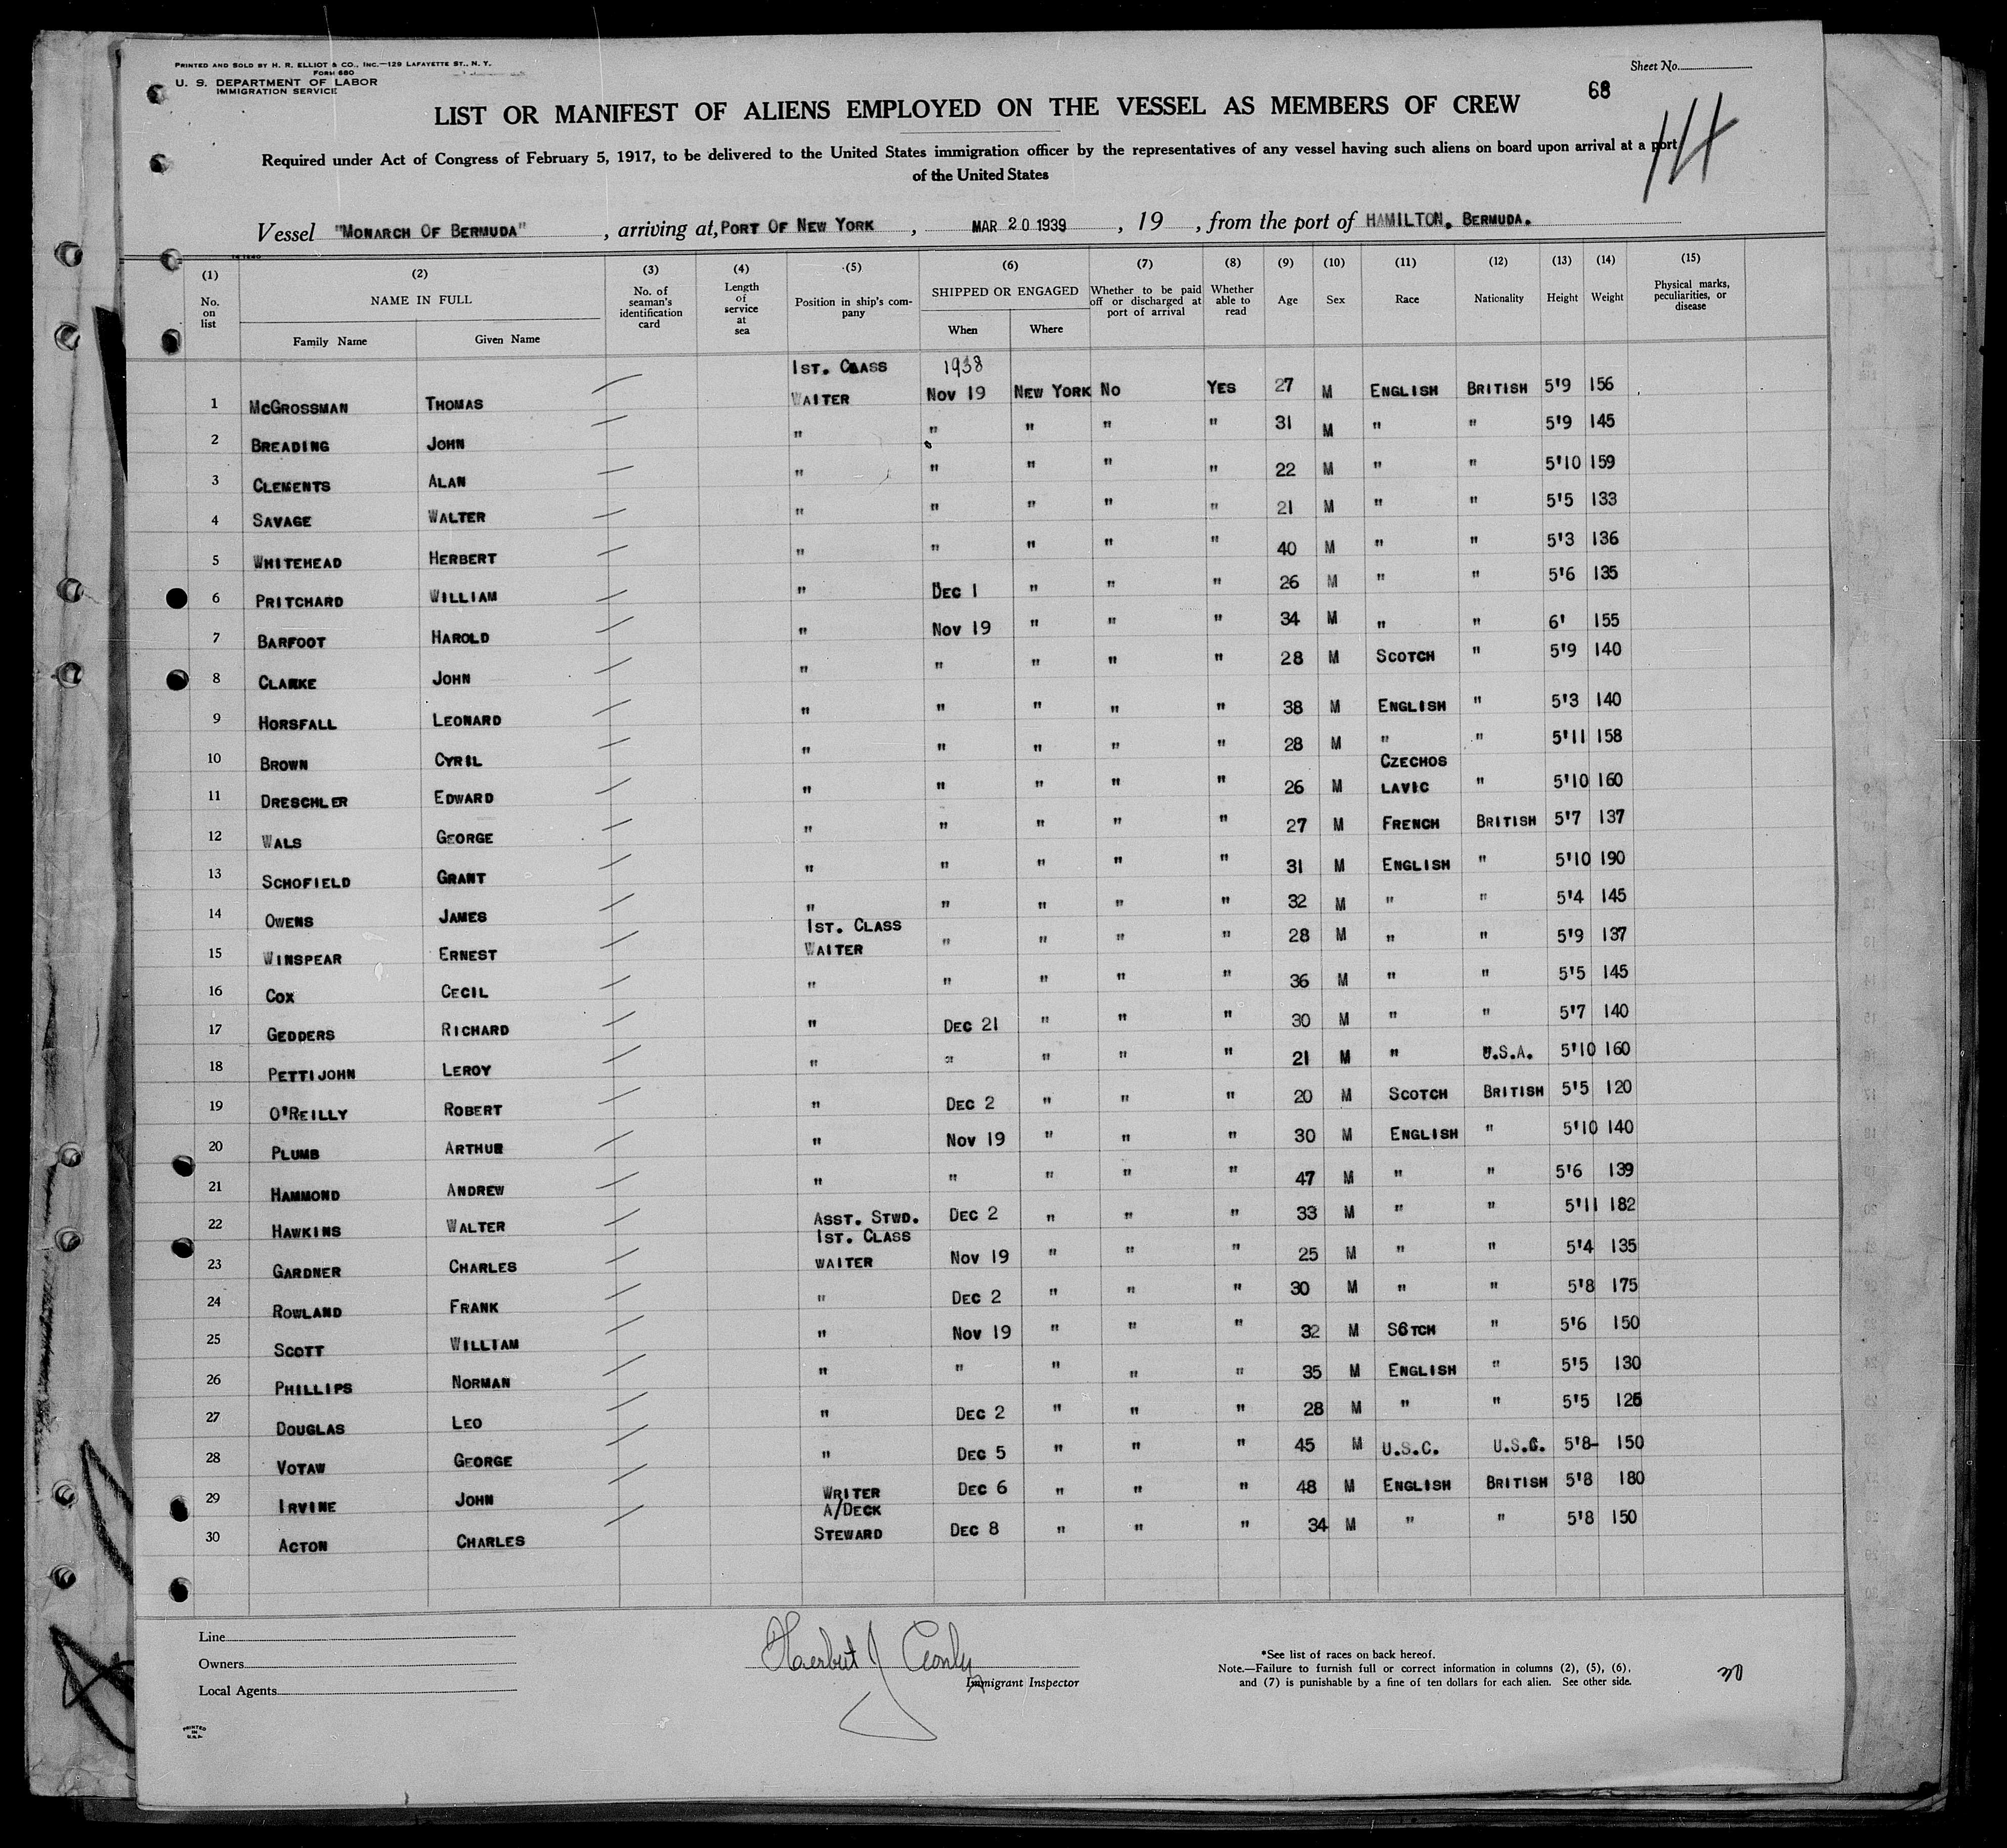 PRINTED AND SOLD BY H. R. ELLIOT & CO., INC.—129 LAFAYETTE ST., N. Y.
FORM 680
U. S. DEPARTMENT OF LABOR
IMMIGRATION SERVICE
Sheet No.
68
LIST OR MANIFEST OF ALIENS EMPLOYED ON THE VESSEL AS MEMBERS OF CREW
Required under Act of Congress of February 5, 1917, to be delivered to the United States immigration officer by the representatives of any vessel having such aliens on board upon arrival at a port
of the United States
Vessel "MONARCH OF BERMUDA", arriving at, PORT OF NEW YORK, MAR 20 1939, 19 , from the port of HAMILTON, BERMUDA.
(1) (2) (3) (4) (5) (6) (7) (8) (9) (10) (11) (12) (13) (14) (15)
No. on list NAME IN FULL Family Name Given Name No. of seaman's identification card Length of service at sea Position in ship's company SHIPPED OR ENGAGED When Where Whether to be paid off or discharged at port of arrival Whether able to read Age Sex Race Nationality Height Weight Physical marks, peculiarities, or disease
1ST. CLASS 1938
1 MCGROSSMAN THOMAS WAITER NOV 19 NEW YORK NO YES 27 M ENGLISH BRITISH 5'9 156
2 BREADING JOHN " " " " " 31 M " " 5'9 145
3 CLEMENTS ALAN " " " " " 22 M " " 5'10 159
4 SAVAGE WALTER " " " " " 21 M " " 5'5 133
5 WHITEHEAD HERBERT " " " " " 40 M " " 5'3 136
6 PRITCHARD WILLIAM " DEC 1 " " " 26 M " " 5'6 135
7 BARFOOT HAROLD " NOV 19 " " " 34 M " " 6' 155
8 CLARKE JOHN " " " " " 28 M SCOTCH " 5'9 140
9 HORSFALL LEONARD " " " " " 38 M ENGLISH " 5'3 140
10 BROWN CYRIL " " " " " 28 M " " 5'11 158
CZECHOS
11 DRESCHLER EDWARD " " " " " 26 M LAVIC " 5'10 160
12 WALS GEORGE " " " " " 27 M FRENCH BRITISH 5'7 137
13 SCHOFIELD GRANT " " " " " 31 M ENGLISH " 5'10 190
14 OWENS JAMES " " " " " 32 M " " 5'4 145
1ST. CLASS
15 WINSPEAR ERNEST WAITER " " " " 28 M " " 5'9 137
16 COX CECIL " " " " " 36 M " " 5'5 145
17 GEDDERS RICHARD " DEC 21 " " " 30 M " " 5'7 140
18 PETTIJOHN LEROY " " " " " 21 M " U.S.A. 5'10 160
19 O'REILLY ROBERT " DEC 2 " " " 20 M SCOTCH BRITISH 5'5 120
20 PLUMB ARTHUR " NOV 19 " " " 30 M ENGLISH " 5'10 140
21 HAMMOND ANDREW " " " " " 47 M " " 5'6 139
22 HAWKINS WALTER ASST. STWD. DEC 2 " " " 33 M " " 5'11 182
1ST. CLASS
23 GARDNER CHARLES WAITER NOV 19 " " " 25 M " " 5'4 135
24 ROWLAND FRANK " DEC 2 " " " 30 M " " 5'8 175
25 SCOTT WILLIAM " NOV 19 " " " 32 M SCTCH " 5'6 150
26 PHILLIPS NORMAN " " " " " 35 M ENGLISH " 5'5 130
27 DOUGLAS LEO " DEC 2 " " " 28 M " " 5'5 126
28 VOTAW GEORGE " DEC 5 " " " 45 M U.S.C. U.S.C. 5'8- 150
29 IRVINE JOHN WRITER DEC 6 " " " 48 M ENGLISH BRITISH 5'8 180
A/DECK
30 ACTON CHARLES STEWARD DEC 8 " " " 34 M " " 5'8 150
Line
Owners
Local Agents
Herbert J
Immigrant Inspector
*See list of races on back hereof.
Note.—Failure to furnish full or correct information in columns (2), (5), (6),
and (7) is punishable by a fine of ten dollars for each alien. See other side.
PRINTED
IN
U.S.A.